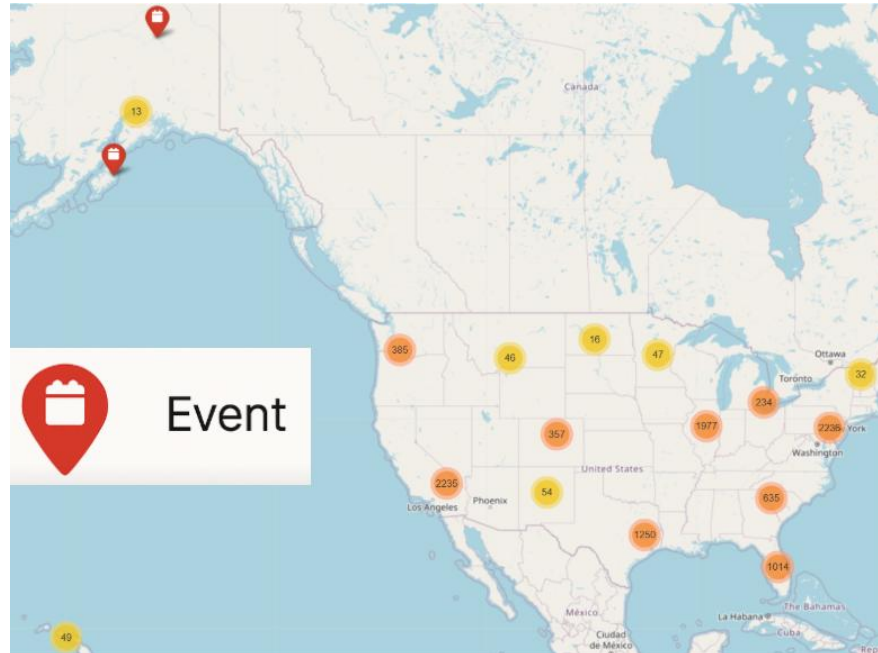 13
Canada
385
46
16
47
Ottawa
32
Toronto
234
1977
2236
York
Washington
357
Event
United States
2235
54
Los Angeles
Phoenix
635
1250
1014
The Bahamas
La Habana
Cuba
México
Ciudad
de México
49
Rep